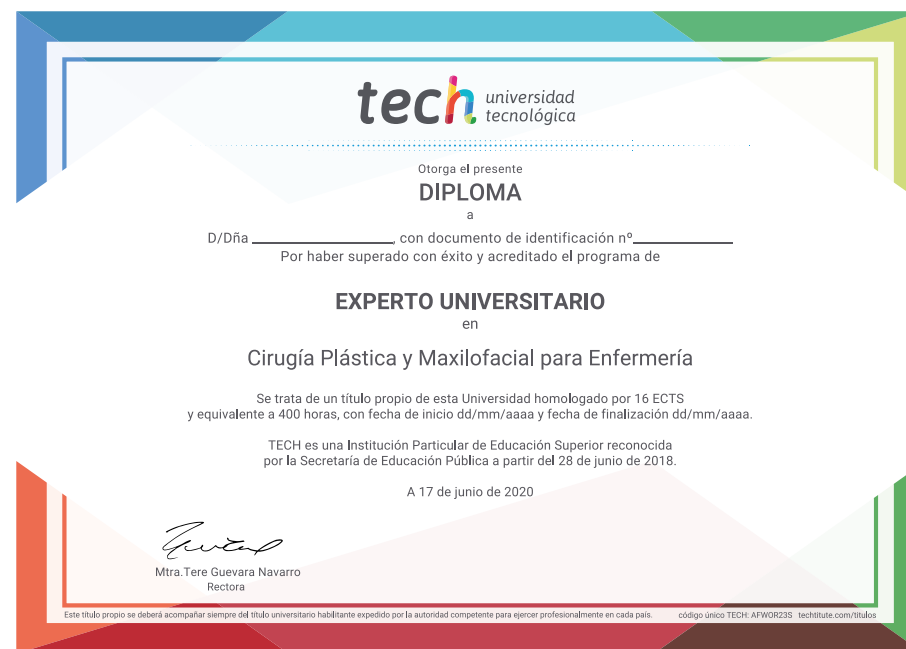 tech universidad
tecnológica
Otorga el presente
DIPLOMA
a
D/Dña ____________________, con documento de identificación nº______________
Por haber superado con éxito y acreditado el programa de
EXPERTO UNIVERSITARIO
en
Cirugía Plástica y Maxilofacial para Enfermería
Se trata de un título propio de esta Universidad homologado por 16 ECTS
y equivalente a 400 horas, con fecha de inicio dd/mm/aaaa y fecha de finalización dd/mm/aaaa.
TECH es una Institución Particular de Educación Superior reconocida
por la Secretaría de Educación Pública a partir del 28 de junio de 2018.
A 17 de junio de 2020
Mtra.Tere Guevara Navarro
Rectora
Este título propio se deberá acompañar siempre del título universitario habilitante expedido por la autoridad competente para ejercer profesionalmente en cada país. código único TECH: AFWOR23S techtitute.com/titulos